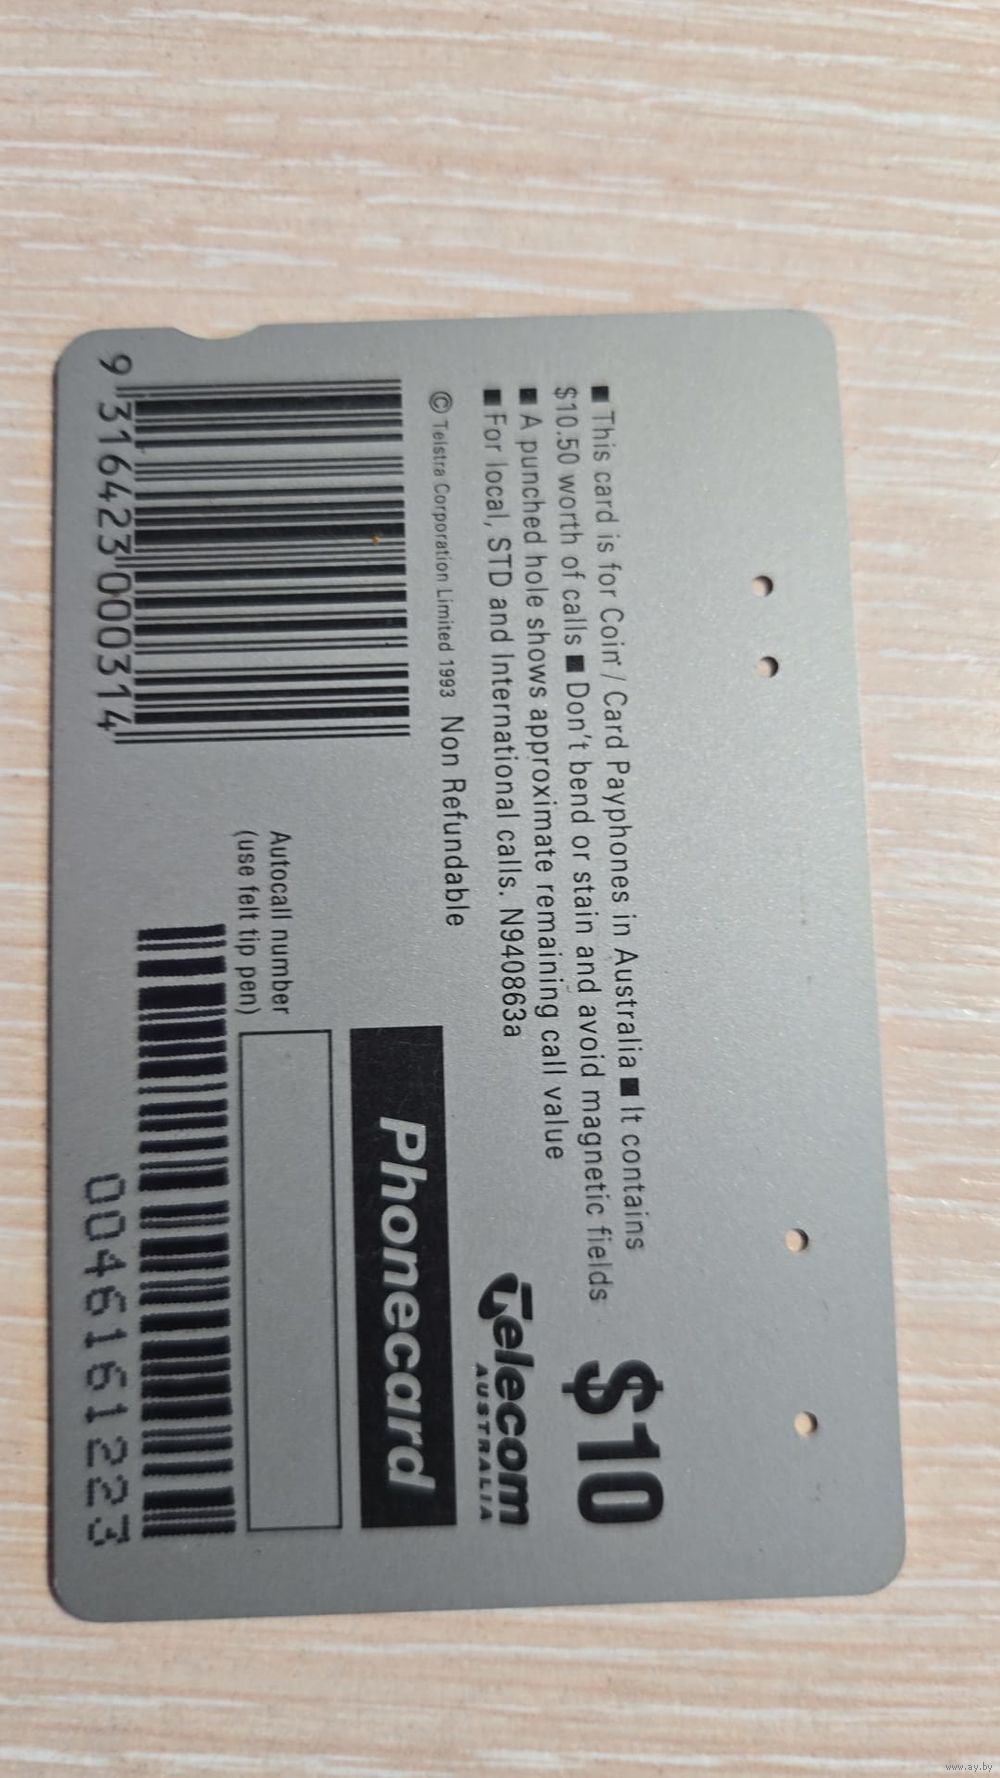 ■ This card is for Coin / Card Payphones in Australia ■ It contains
$10.50 worth of calls ■ Don't bend or stain and avoid magnetic fields
■ A punched hole shows approximate remaining call value
■ For local, STD and International calls. N940863a
© Telstra Corporation Limited 1993 Non Refundable
$10
Telecom
AUSTRALIA
Phonecard
Autocall number
(use felt tip pen)
9 316423 000314
0046161223
www.ay.by